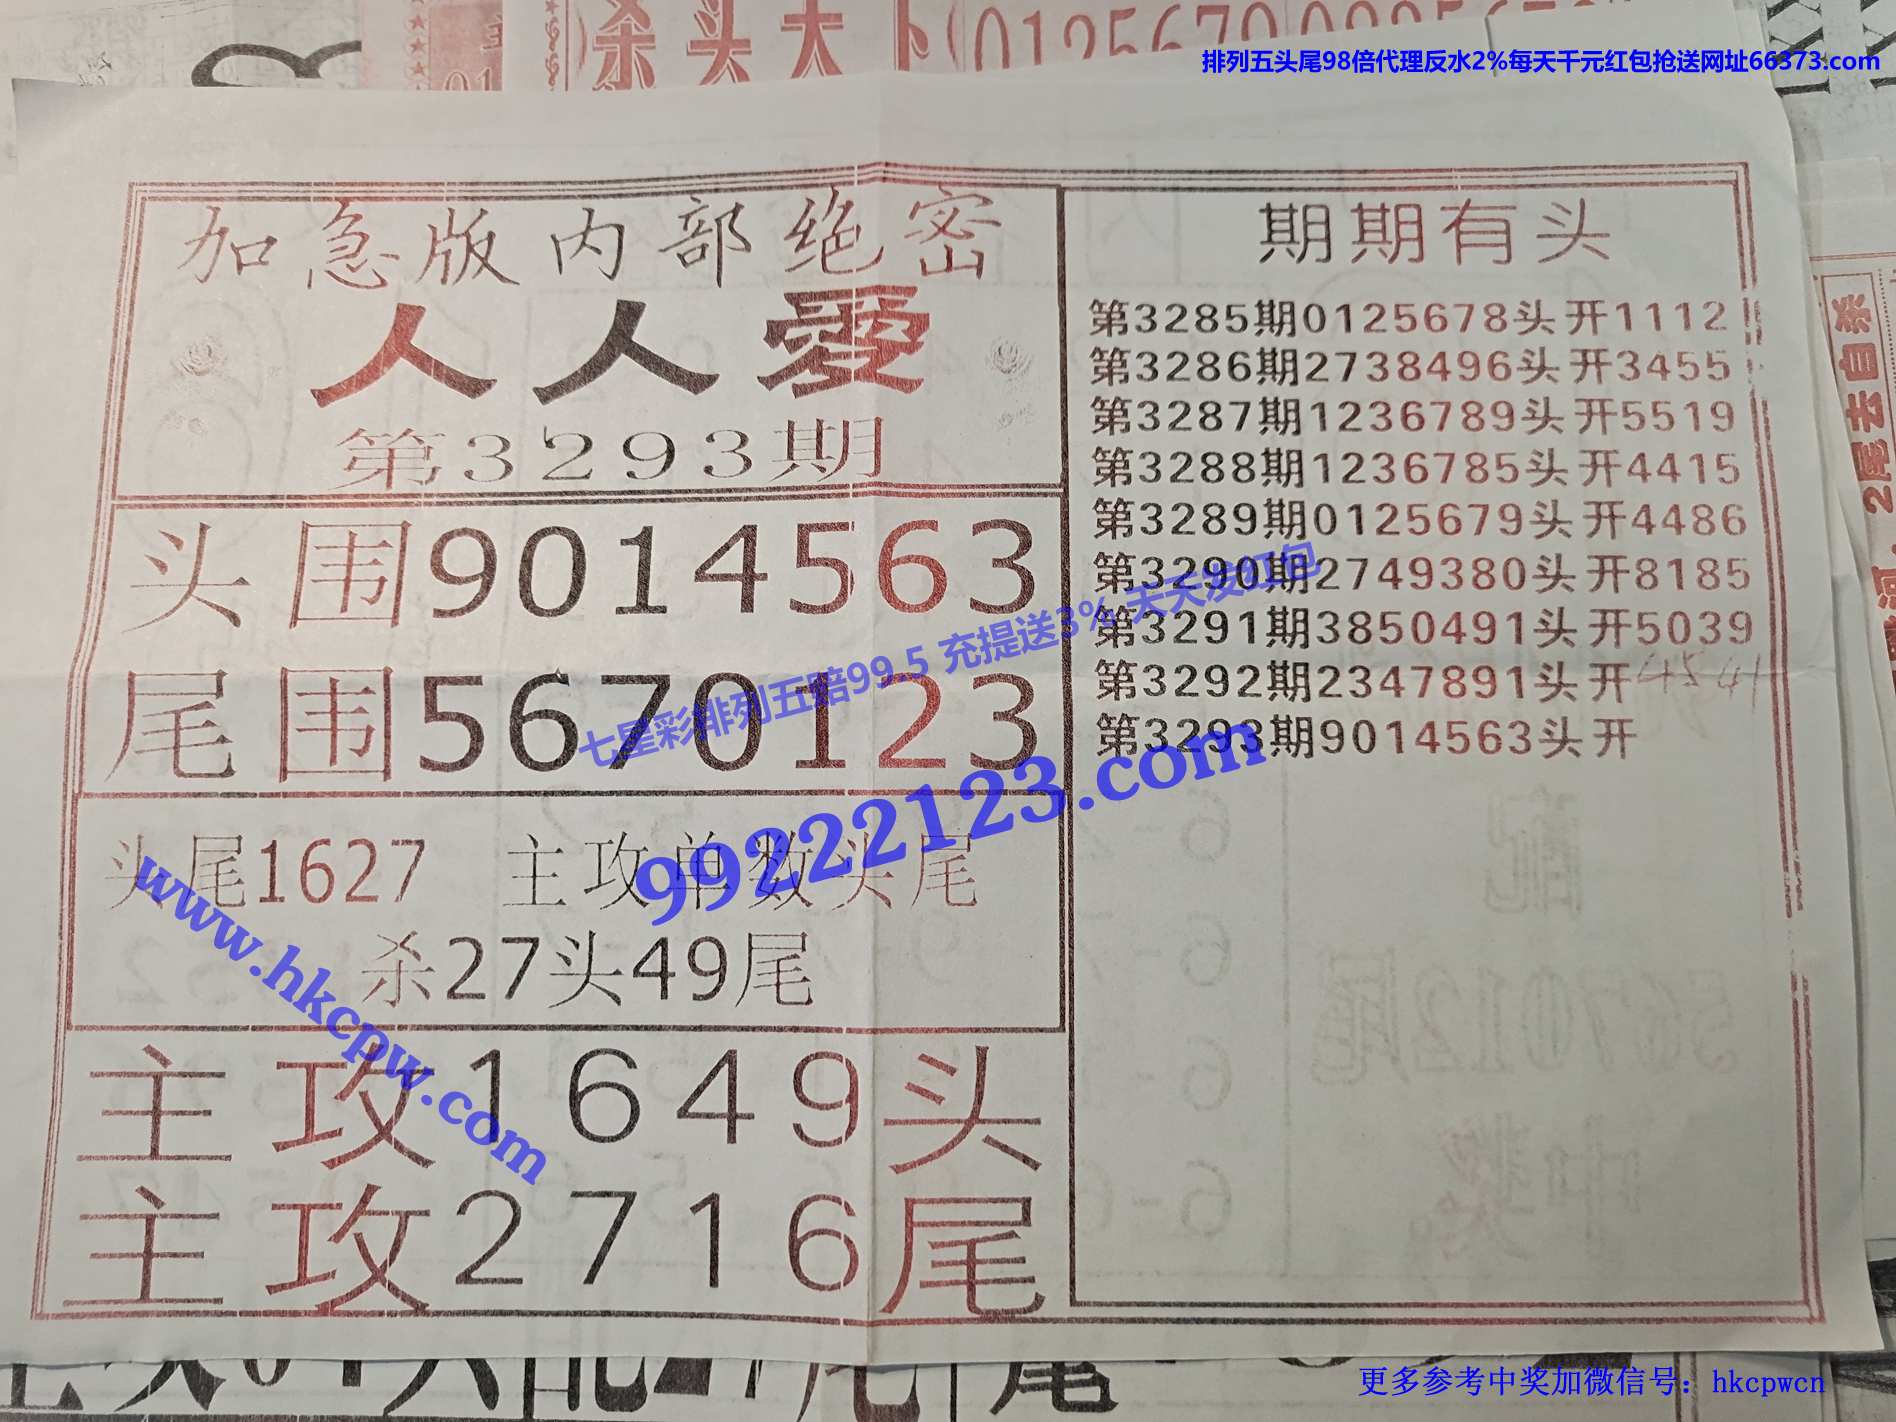 杀头大
排列五头尾98倍代理反水2%每天千元红包抢送网址66373.com
加急版内部绝密
人人爱
第3293期
头围9014563
尾围5670123
头尾1627 主攻单数头尾
杀27头49尾
主攻1649头
主攻2716尾
期期有头
第3285期0125678头开1112
第3286期2738496头开3455
第3287期1236789头开5519
第3288期1236785头开4415
第3289期0125679头开4486
第3290期2749380头开8185
第3291期3850491头开5039
第3292期2347891头开
第3293期9014563头开
七星彩排列五赔99.5 充提送3% 天天发红包
99222123.com
www.hkcpw.com
2尾去自杀
更多参考中奖加微信号：hkcpwcn